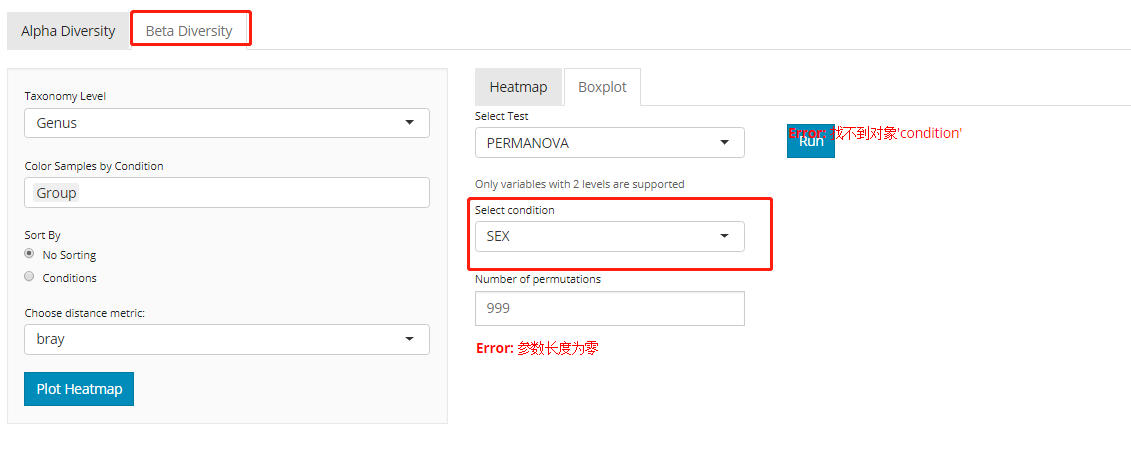 Alpha Diversity
Beta Diversity
Taxonomy Level
Genus
Color Samples by Condition
Group
Sort By
No Sorting
Conditions
Choose distance metric:
bray
Plot Heatmap
Heatmap
Boxplot
Select Test
PERMANOVA
Error: 找不到对象'condition'
Run
Only variables with 2 levels are supported
Select condition
SEX
Number of permutations
999
Error: 参数长度为零